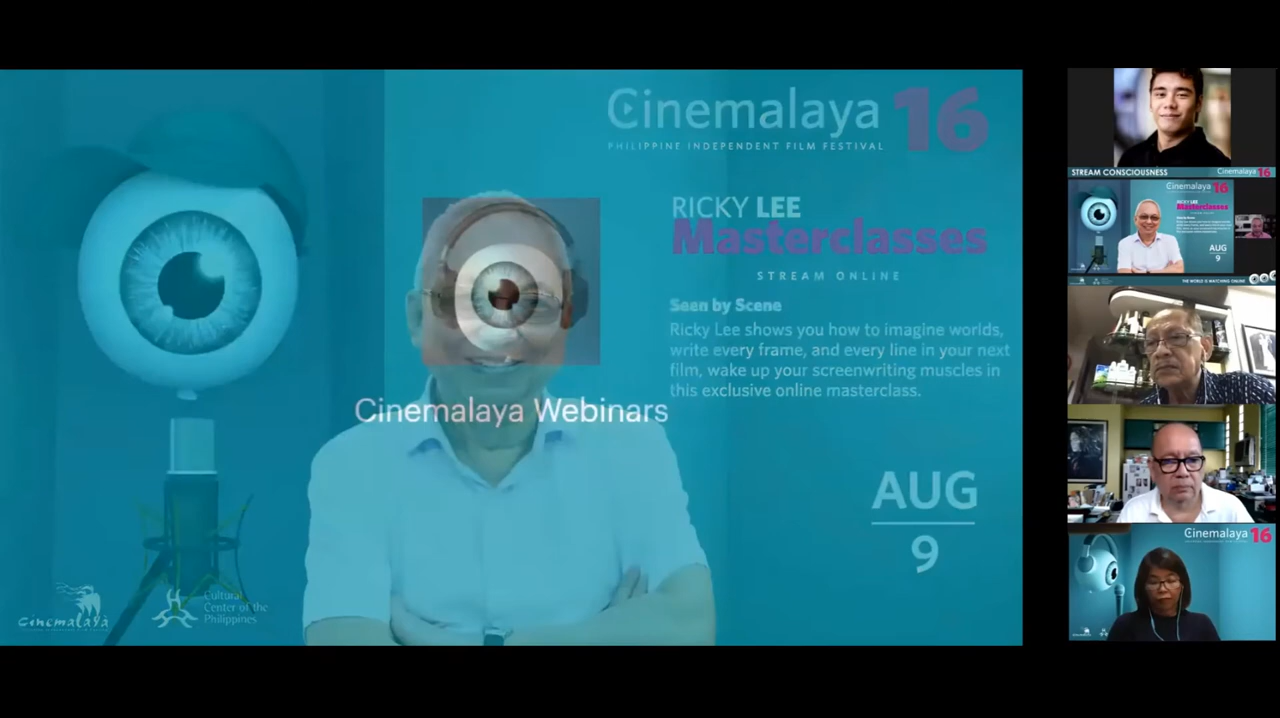 Cinemalaya 16
PHILIPPINE INDEPENDENT FILM FESTIVAL
RICKY LEE
Masterclasses
STREAM ONLINE
Seen by Scene
Ricky Lee shows you how to imagine worlds,
write every frame, and every line in your next
film, wake up your screenwriting muscles in
this exclusive online masterclass.
Cinemalaya Webinars
AUG
9
Cinemalaya
Cultural
Center of the
Philippines
STREAM CONSCIOUSNESS
Cinemalaya 16
Cinemalaya 16
RICKY LEE
Masterclasses
AUG
9
THE WORLD IS WATCHING ONLINE
Cinemalaya 16